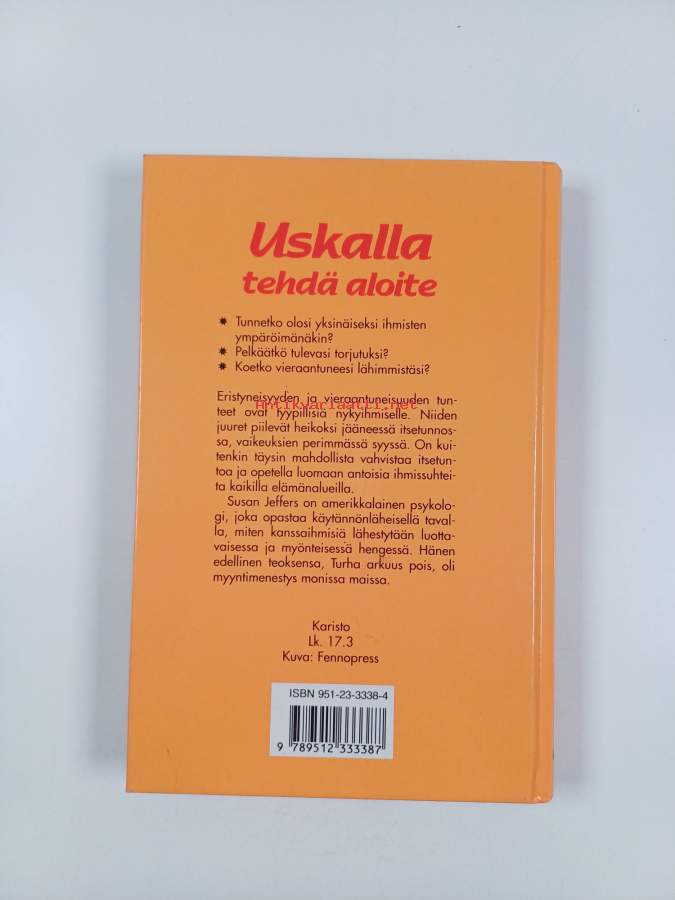 Uskalla
tehdä aloite
✷ Tunnetko olosi yksinäiseksi ihmisten
ympäröimänäkin?
✷ Pelkäätkö tulevasi torjutuksi?
✷ Koetko vieraantuneesi lähimmistäsi?
Eristyneisyyden ja vieraantuneisuuden tun-
Antikvariaatti.net
teet ovat tyypillisiä nykyihmiselle. Niiden
juuret piilevät heikoksi jääneessä itsetunnos-
sa, vaikeuksien perimmässä syyssä. On kui-
tenkin täysin mahdollista vahvistaa itsetun-
toa ja opetella luomaan antoisia ihmissuhtei-
ta kaikilla elämänalueilla.
Susan Jeffers on amerikkalainen psykolo-
gi, joka opastaa käytännönläheisellä taval-
la, miten kanssaihmisiä lähestytään luotta-
vaisessa ja myönteisessä hengessä. Hänen
edellinen teoksensa, Turha arkuus pois, oli
myyntimenestys monissa maissa.
Karisto
Lk. 17.3
Kuva: Fennopress
ISBN 951-23-3338-4
9 789512 333387